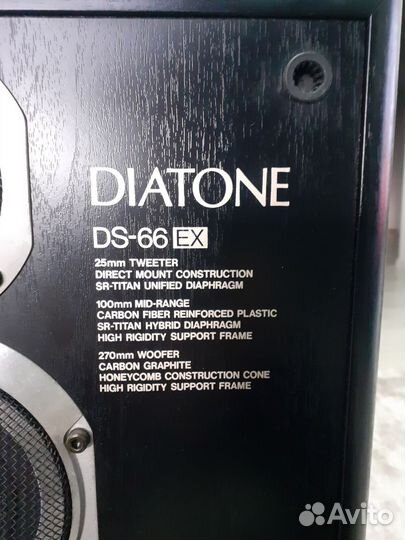 DIATONE
DS-66 EX
25mm TWEETER
DIRECT MOUNT CONSTRUCTION
SR-TITAN UNIFIED DIAPHRAGM
100mm MID-RANGE
CARBON FIBER REINFORCED PLASTIC
SR-TITAN HYBRID DIAPHRAGM
HIGH RIGIDITY SUPPORT FRAME
270mm WOOFER
CARBON GRAPHITE
HONEYCOMB CONSTRUCTION CONE
HIGH RIGIDITY SUPPORT FRAME
Avito